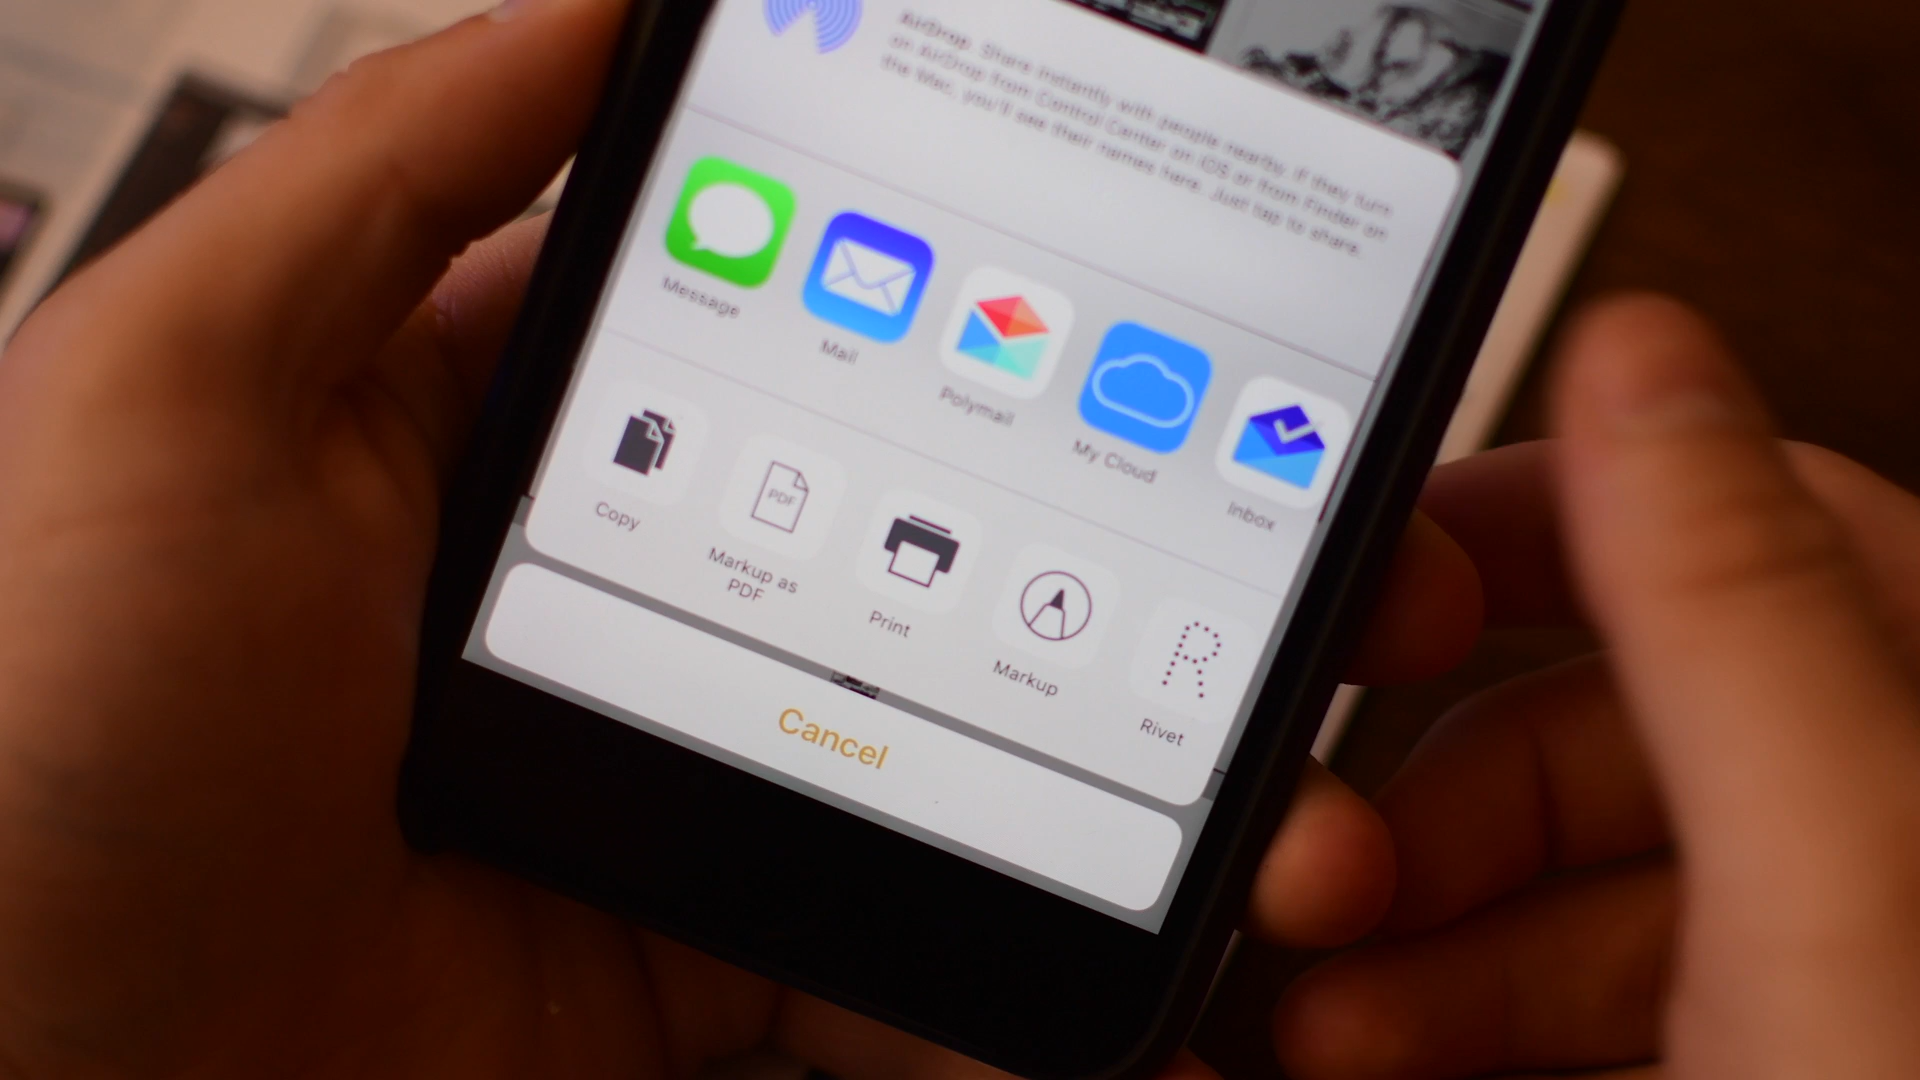 AirDrop. Share instantly with people nearby. If they turn
on AirDrop from Control Center on iOS or from Finder on
the Mac, you'll see their names here. Just tap to share.
Message
Mail
Polymail
My Cloud
Inbox
PDF
Copy
Markup as
PDF
Print
Markup
R
Rivet
Cancel